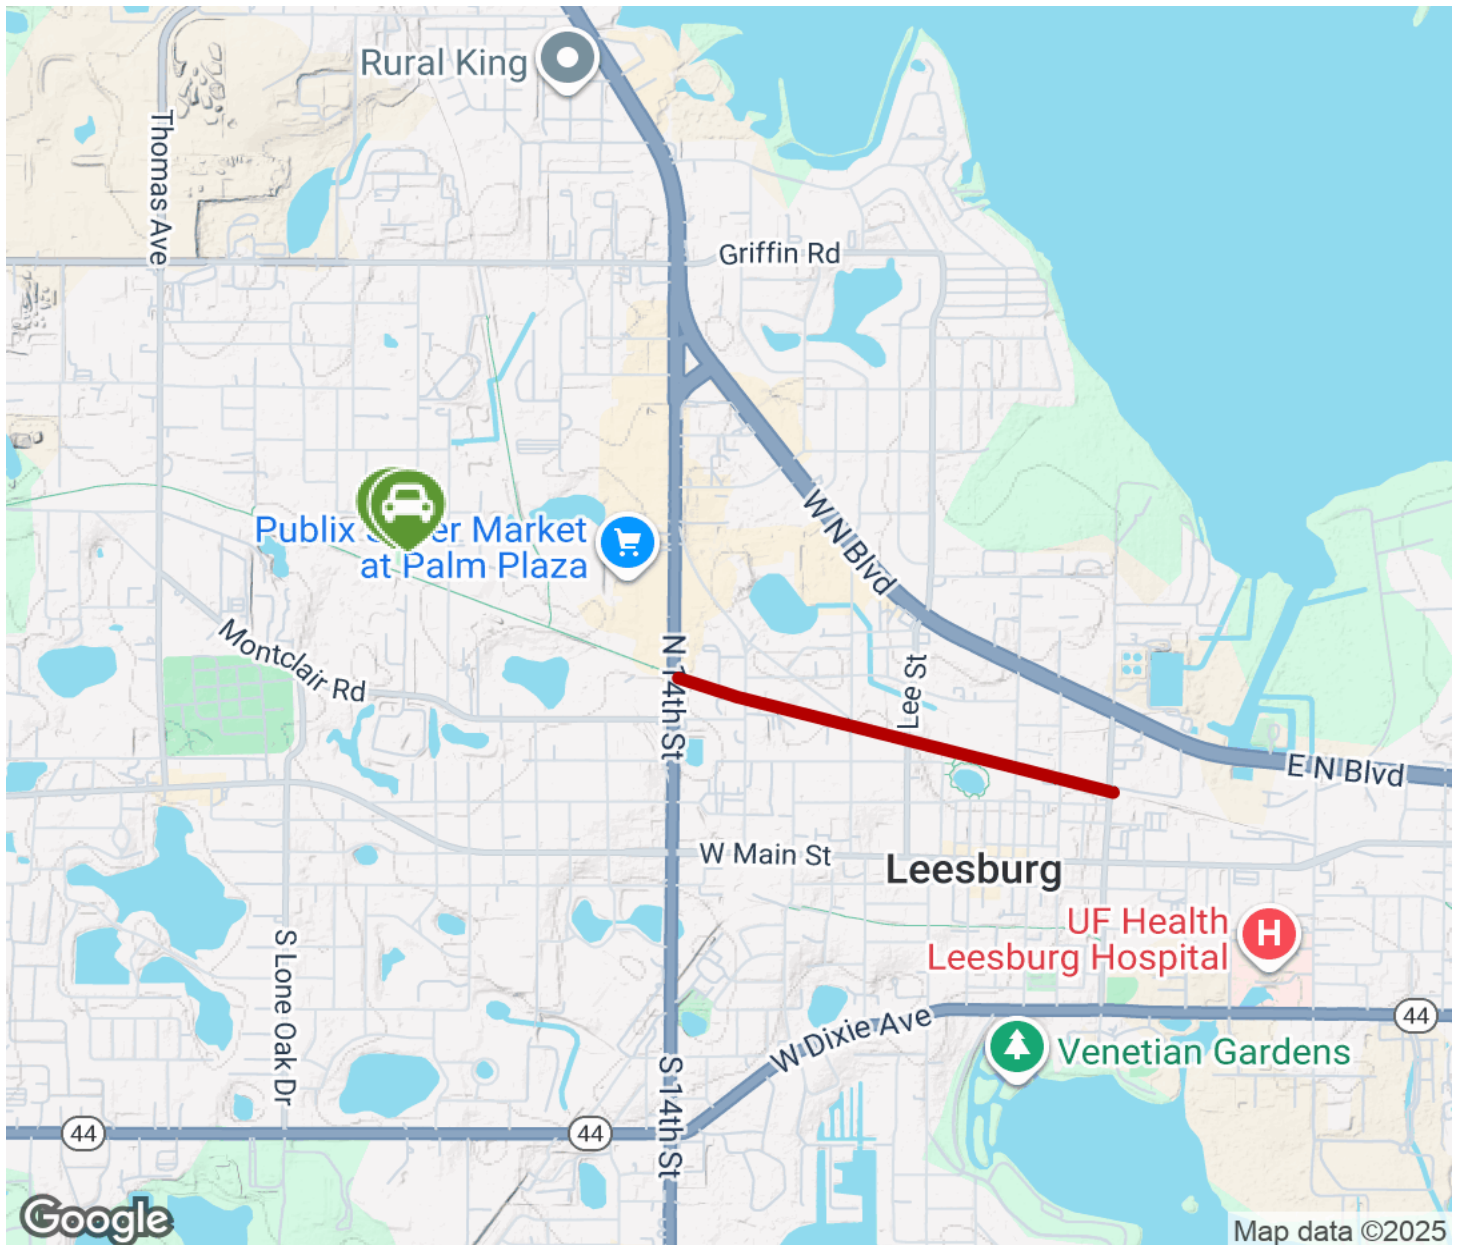 Rural King
Thomas Ave
Griffin Rd
W N Blvd
Publix
er Market
at Palm Plaza
Montclair Rd
N 14th St
Lee St
E N Blvd
W Main St
Leesburg
UF Health
Leesburg Hospital
H
S Lone Oak Dr
44
W Dixie Ave
Venetian Gardens
S 14th St
44
44
Google
Map data ©2025